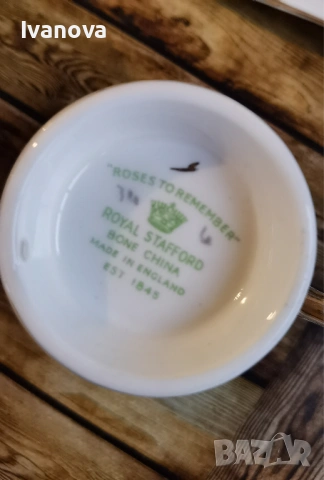 Ivanova
"ROSES TO REMEMBER"
ROYAL STAFFORD
BONE CHINA
MADE IN ENGLAND
EST 1845
BAZAR